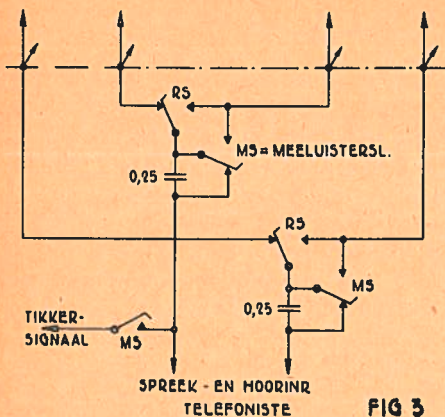 RS
MS = MEELUISTERSL.
0,25
RS
MS
0,25
TIKKER-
SIGNAAL
MS
SPREEK - EN HOORINR
TELEFONISTE
FIG 3